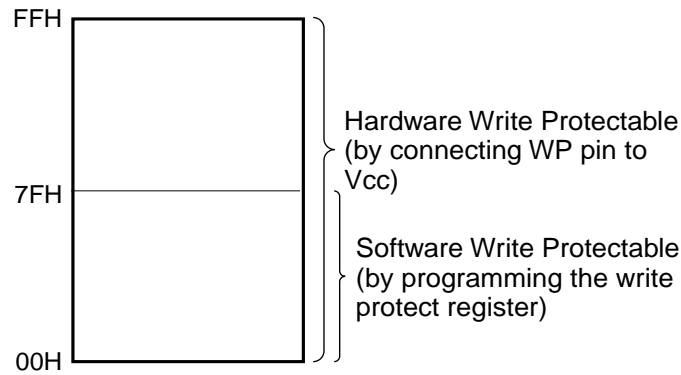 FFH
Hardware Write Protectable
(by connecting WP pin to
Vcc)
7FH
Software Write Protectable
(by programming the write
protect register)
00H